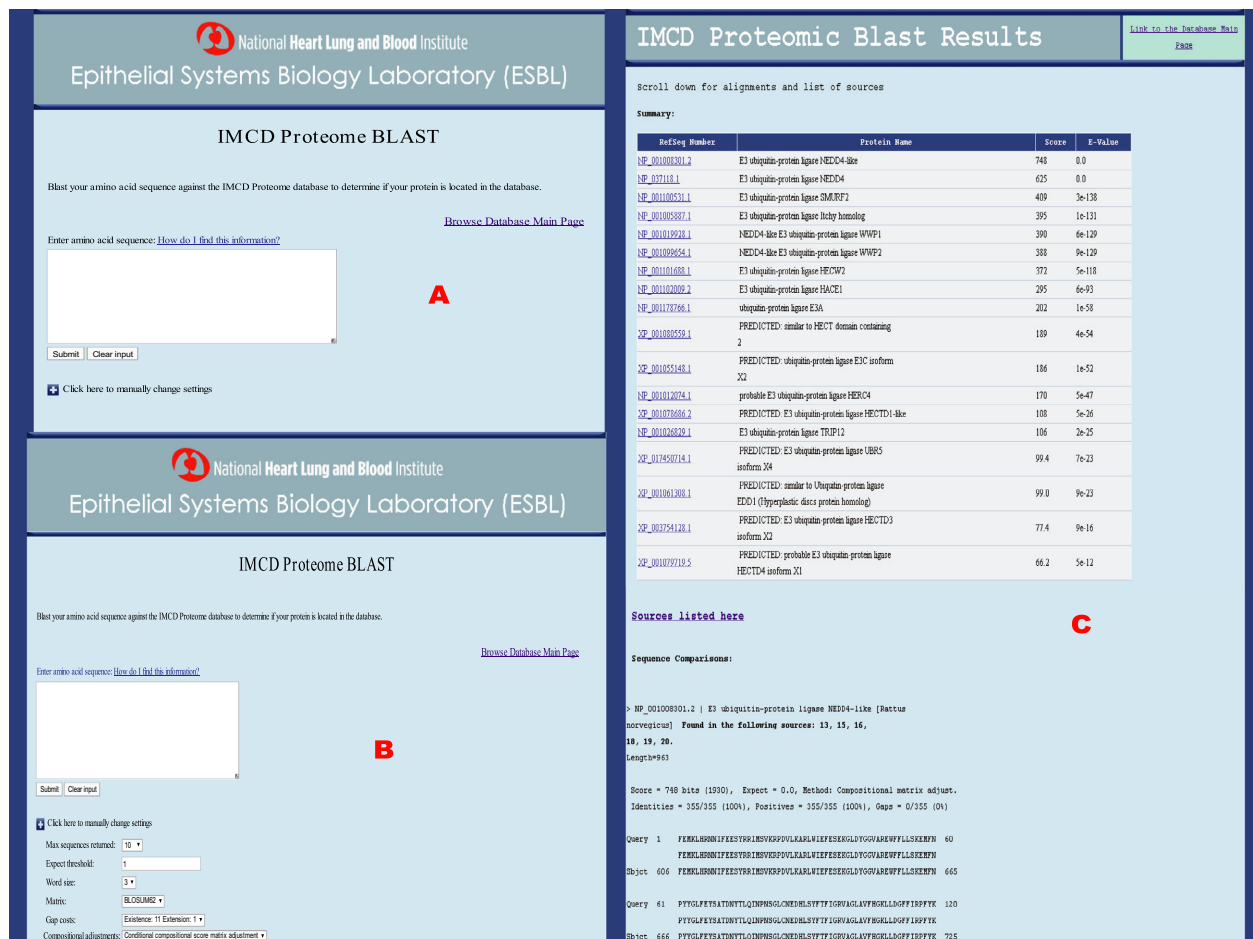 National Heart Lung and Blood Institute
Epithelial Systems Biology Laboratory (ESBL)
IMCD Proteome BLAST
Blast your amino acid sequence against the IMCD Proteome database to determine if your protein is located in the database.
Browse Database Main Page
Enter amino acid sequence: How do I find this information?
A
Submit Clear input
Click here to manually change settings
National Heart Lung and Blood Institute
Epithelial Systems Biology Laboratory (ESBL)
IMCD Proteome BLAST
Blast your amino acid sequence against the IMCD Proteome database to determine if your protein is located in the database.
Browse Database Main Page
Enter amino acid sequence: How do I find this information?
B
Submit Clear input
Click here to manually change settings
Max sequences returned: 10
Expect threshold: 1
Word size: 3
Matrix: BLOSUM62
Gap costs: Existence: 11 Extension: 1
Compositional adjustments: Conditional compositional score matrix adjustment
IMCD Proteomic Blast Results
Link to the Database Main
Page
Scroll down for alignments and list of sources
Summary:
RefSeq Number Protein Name Score E-Value
NP_001008301.2 E3 ubiquitin-protein ligase NEDD4-like 748 0.0
NP_037118.1 E3 ubiquitin-protein ligase NEDD4 625 0.0
NP_001100531.1 E3 ubiquitin-protein ligase SMURF2 409 3e-138
NP_001005887.1 E3 ubiquitin-protein ligase Itchy homolog 395 1e-131
NP_001019928.1 NEDD4-like E3 ubiquitin-protein ligase WWP1 390 6e-129
NP_001099654.1 NEDD4-like E3 ubiquitin-protein ligase WWP2 388 9e-129
NP_001101688.1 E3 ubiquitin-protein ligase HECW2 372 5e-118
NP_001102009.2 E3 ubiquitin-protein ligase HACE1 295 6e-93
NP_001178766.1 ubiquitin-protein ligase E3A 202 1e-58
XP_001080559.1 PREDICTED: similar to HECT domain containing 189 4e-54
2
XP_001055148.1 PREDICTED: ubiquitin-protein ligase E3C isoform 186 1e-52
X2
NP_001012074.1 probable E3 ubiquitin-protein ligase HERC4 170 5e-47
XP_001078686.2 PREDICTED: E3 ubiquitin-protein ligase HECTD1-like 108 5e-26
NP_001026829.1 E3 ubiquitin-protein ligase TRIP12 106 2e-25
XP_017450714.1 PREDICTED: E3 ubiquitin-protein ligase UBR5 99.4 7e-23
isoform X4
XP_001061308.1 PREDICTED: similar to Ubiquitin-protein ligase 99.0 9e-23
EDD1 (Hyperplastic discs protein homolog)
XP_003754128.1 PREDICTED: E3 ubiquitin-protein ligase HECTD3 77.4 9e-16
isoform X2
XP_001079719.5 PREDICTED: probable E3 ubiquitin-protein ligase 66.2 5e-12
HECTD4 isoform X1
Sources listed here
C
Sequence Comparisons:
> NP_001008301.2 | E3 ubiquitin-protein ligase NEDD4-like [Rattus
norvegicus] Found in the following sources: 13, 15, 16,
18, 19, 20.
Length=963
Score = 748 bits (1930), Expect = 0.0, Method: Compositional matrix adjust.
Identities = 355/355 (100%), Positives = 355/355 (100%), Gaps = 0/355 (0%)
Query 1 FEMKLHRNNIFEESYRRIMSVKRPDVLKARLWIEFESEKGLDYGGVAREWFFLLSKEMFN 60
FEMKLHRNNIFEESYRRIMSVKRPDVLKARLWIEFESEKGLDYGGVAREWFFLLSKEMFN
Sbjct 606 FEMKLHRNNIFEESYRRIMSVKRPDVLKARLWIEFESEKGLDYGGVAREWFFLLSKEMFN 665
Query 61 PYYGLFEYSATDNYTLQINPNSGLCNEDHLSYFTFIGRVAGLAVFHGKLLDGFFIRPFYK 120
PYYGLFEYSATDNYTLQINPNSGLCNEDHLSYFTFIGRVAGLAVFHGKLLDGFFIRPFYK
Sbjct 666 PYYGLFEYSATDNYTLQINPNSGLCNEDHLSYFTFIGRVAGLAVFHGKLLDGFFIRPFYK 725